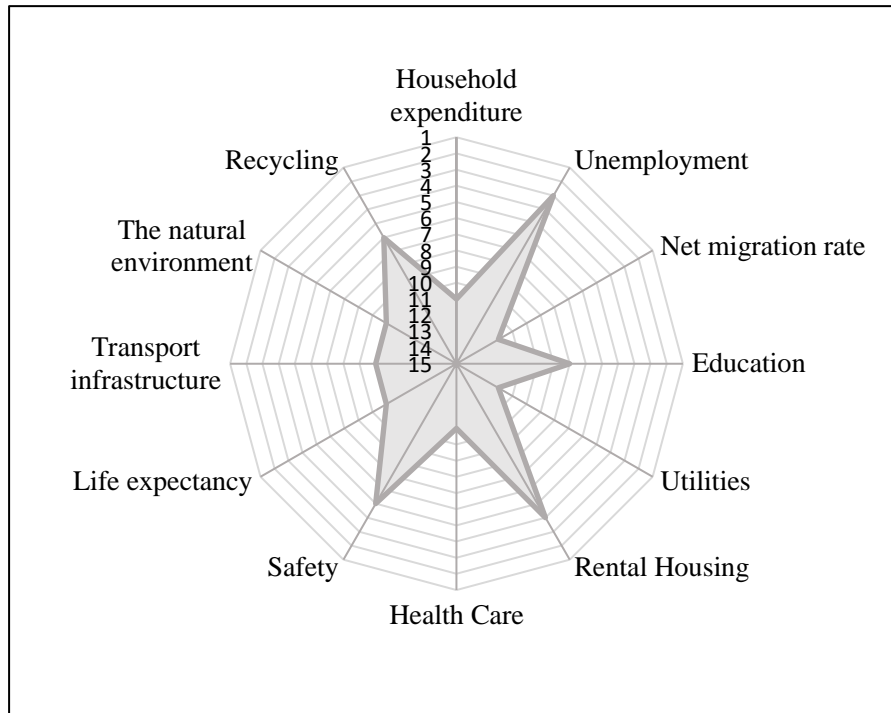 Household
expenditure
Unemployment
Net migration rate
Education
Utilities
Rental Housing
Health Care
Safety
Life expectancy
Transport
infrastructure
The natural
environment
Recycling
1
2
3
4
5
6
7
8
9
10
11
12
13
14
15